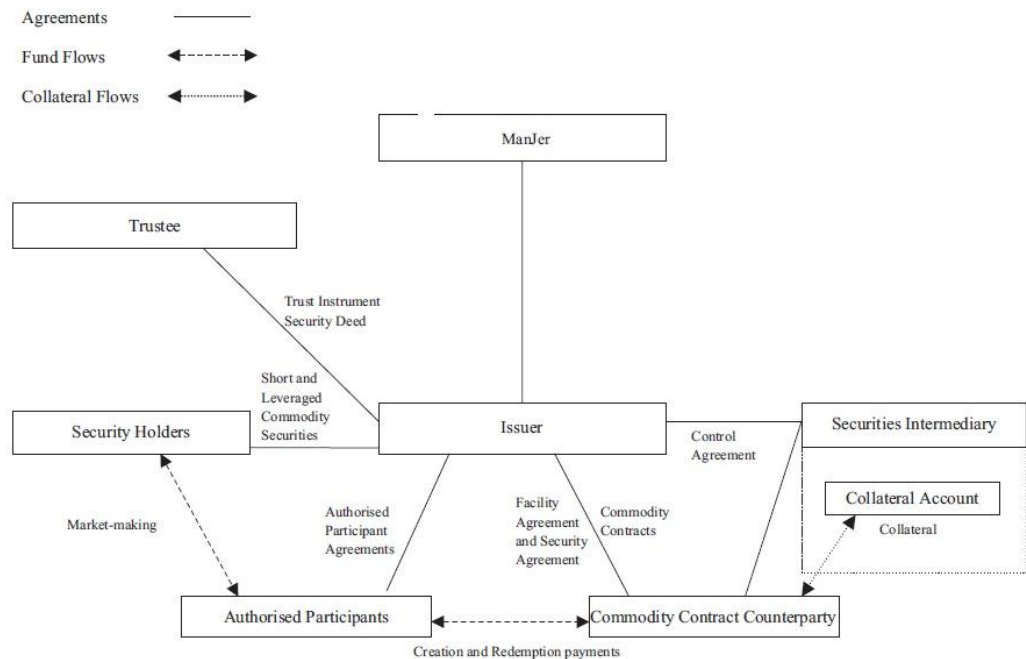 Agreements
Fund Flows
Collateral Flows
ManJer
Trustee
Trust Instrument
Security Deed
Short and
Leveraged
Commodity
Securities
Security Holders
Issuer
Control
Agreement
Securities Intermediary
Collateral Account
Collateral
Market-making
Authorised
Participant
Agreements
Facility
Agreement
and Security
Agreement
Commodity
Contracts
Authorised Participants
Commodity Contract Counterparty
Creation and Redemption payments